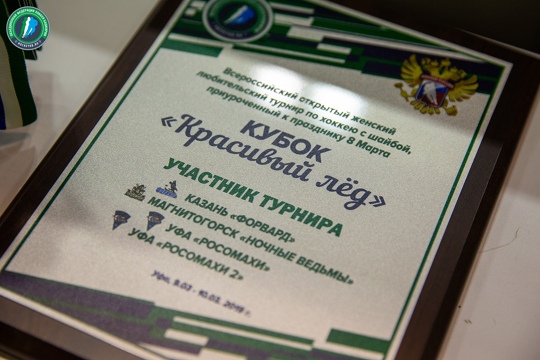 Всероссийский открытый женский
любительский турнир по хоккею с шайбой,
приуроченный к празднику 8 Марта
КУБОК
«Красивый лёд»
УЧАСТНИК ТУРНИРА
КАЗАНЬ «ФОРВАРД»
МАГНИТОГОРСК «НОЧНЫЕ ВЕДЬМЫ»
УФА «РОСОМАХИ»
УФА «РОСОМАХИ 2»